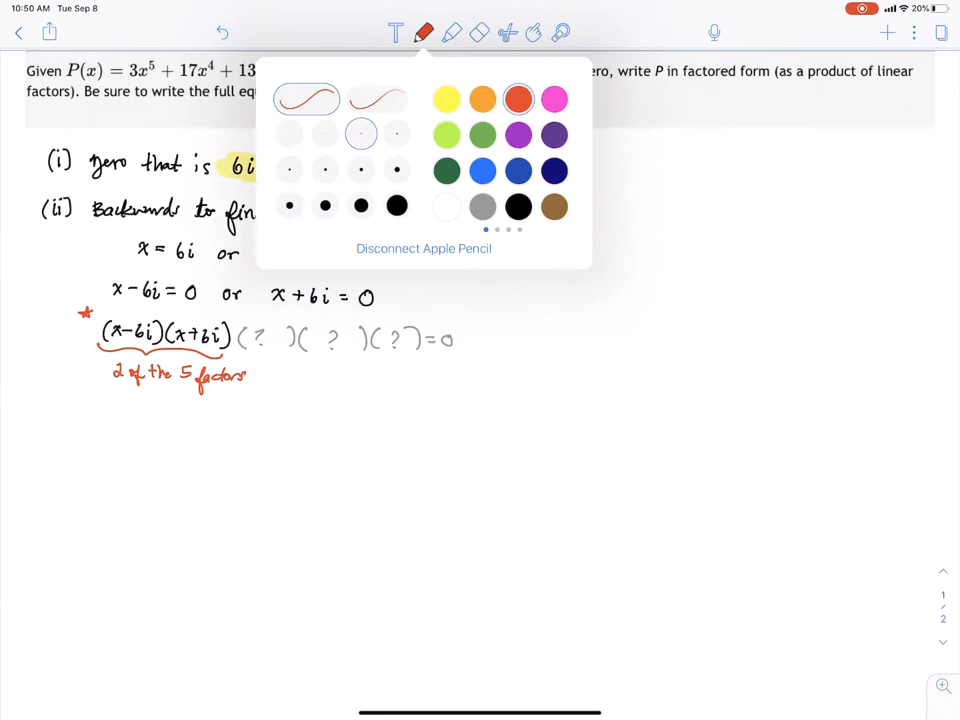 10:50 AM Tue Sep 8 20%
Given P(x) = 3x⁵ + 17x⁴ + 13 ero, write P in factored form (as a product of linear
factors). Be sure to write the full eq
(i) Zero that is 6i
(ii) Backwards to fin
x = 6i or
x-6i = 0 or x+6i = 0
* (x-6i)(x+6i)(? )( ? )( ? )=0
2 of the 5 factors
Disconnect Apple Pencil
1
/
2